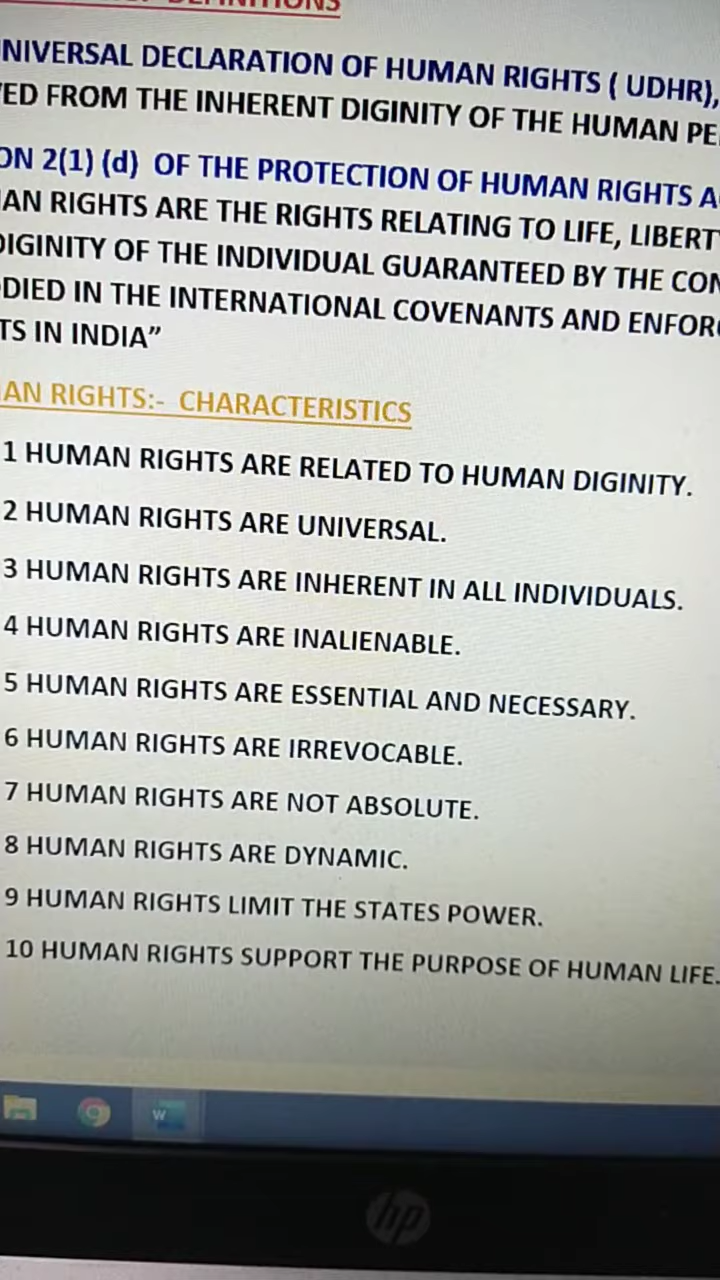 DEFINITIONS
NIVERSAL DECLARATION OF HUMAN RIGHTS ( UDHR),
ED FROM THE INHERENT DIGINITY OF THE HUMAN PE
ON 2(1) (d) OF THE PROTECTION OF HUMAN RIGHTS A
AN RIGHTS ARE THE RIGHTS RELATING TO LIFE, LIBERTY
DIGINITY OF THE INDIVIDUAL GUARANTEED BY THE CON
DIED IN THE INTERNATIONAL COVENANTS AND ENFORC
TS IN INDIA”
AN RIGHTS:- CHARACTERISTICS
1 HUMAN RIGHTS ARE RELATED TO HUMAN DIGINITY.
2 HUMAN RIGHTS ARE UNIVERSAL.
3 HUMAN RIGHTS ARE INHERENT IN ALL INDIVIDUALS.
4 HUMAN RIGHTS ARE INALIENABLE.
5 HUMAN RIGHTS ARE ESSENTIAL AND NECESSARY.
6 HUMAN RIGHTS ARE IRREVOCABLE.
7 HUMAN RIGHTS ARE NOT ABSOLUTE.
8 HUMAN RIGHTS ARE DYNAMIC.
9 HUMAN RIGHTS LIMIT THE STATES POWER.
10 HUMAN RIGHTS SUPPORT THE PURPOSE OF HUMAN LIFE.
W
hp